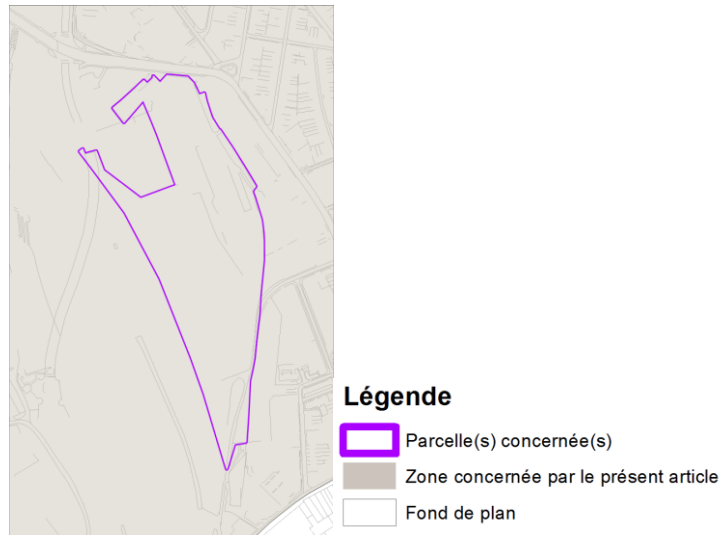 Légende
Parcelle(s) concernée(s)
Zone concernée par le présent article
Fond de plan